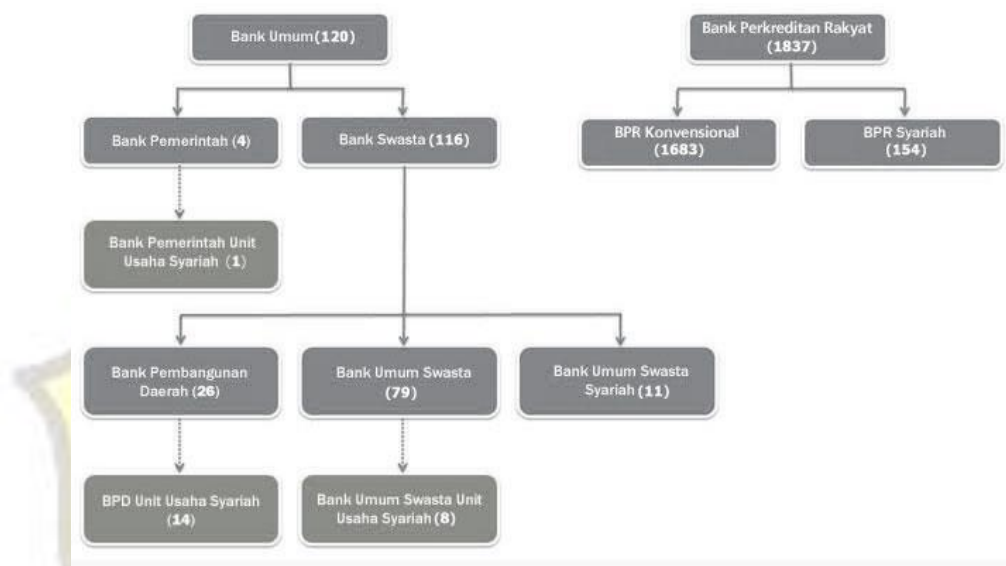 Bank Umum (120)
Bank Perkreditan Rakyat
(1837)
Bank Pemerintah (4)
Bank Swasta (116)
BPR Konvensional
(1683)
BPR Syariah
(154)
Bank Pemerintah Unit
Usaha Syariah (1)
Bank Pembangunan
Daerah (26)
Bank Umum Swasta
(79)
Bank Umum Swasta
Syariah (11)
BPD Unit Usaha Syariah
(14)
Bank Umum Swasta Unit
Usaha Syariah (8)